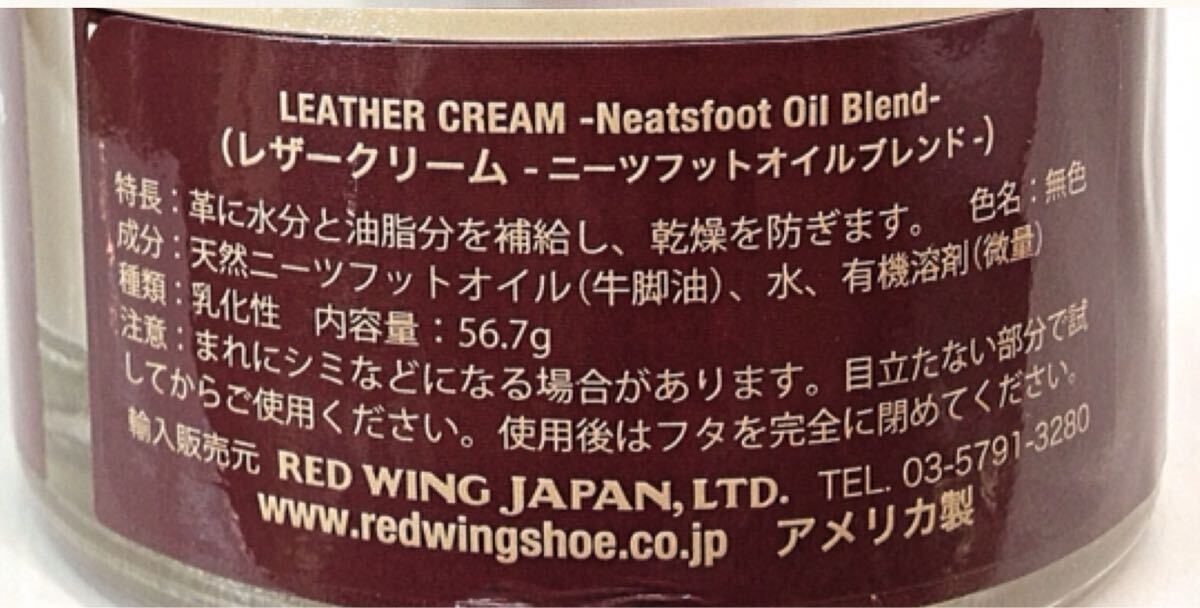 LEATHER CREAM -Neatsfoot Oil Blend-
(レザークリーム - ニーツフットオイルブレンド -)
特長：革に水分と油脂分を補給し、乾燥を防ぎます。 色名：無色
成分：天然ニーツフットオイル(牛脚油)、水、有機溶剤(微量)
種類：乳化性 内容量：56.7g
注意：まれにシミなどになる場合があります。目立たない部分で試
してからご使用ください。使用後はフタを完全に閉めてください。
輸入販売元 RED WING JAPAN, LTD. TEL. 03-5791-3280
www.redwingshoe.co.jp アメリカ製